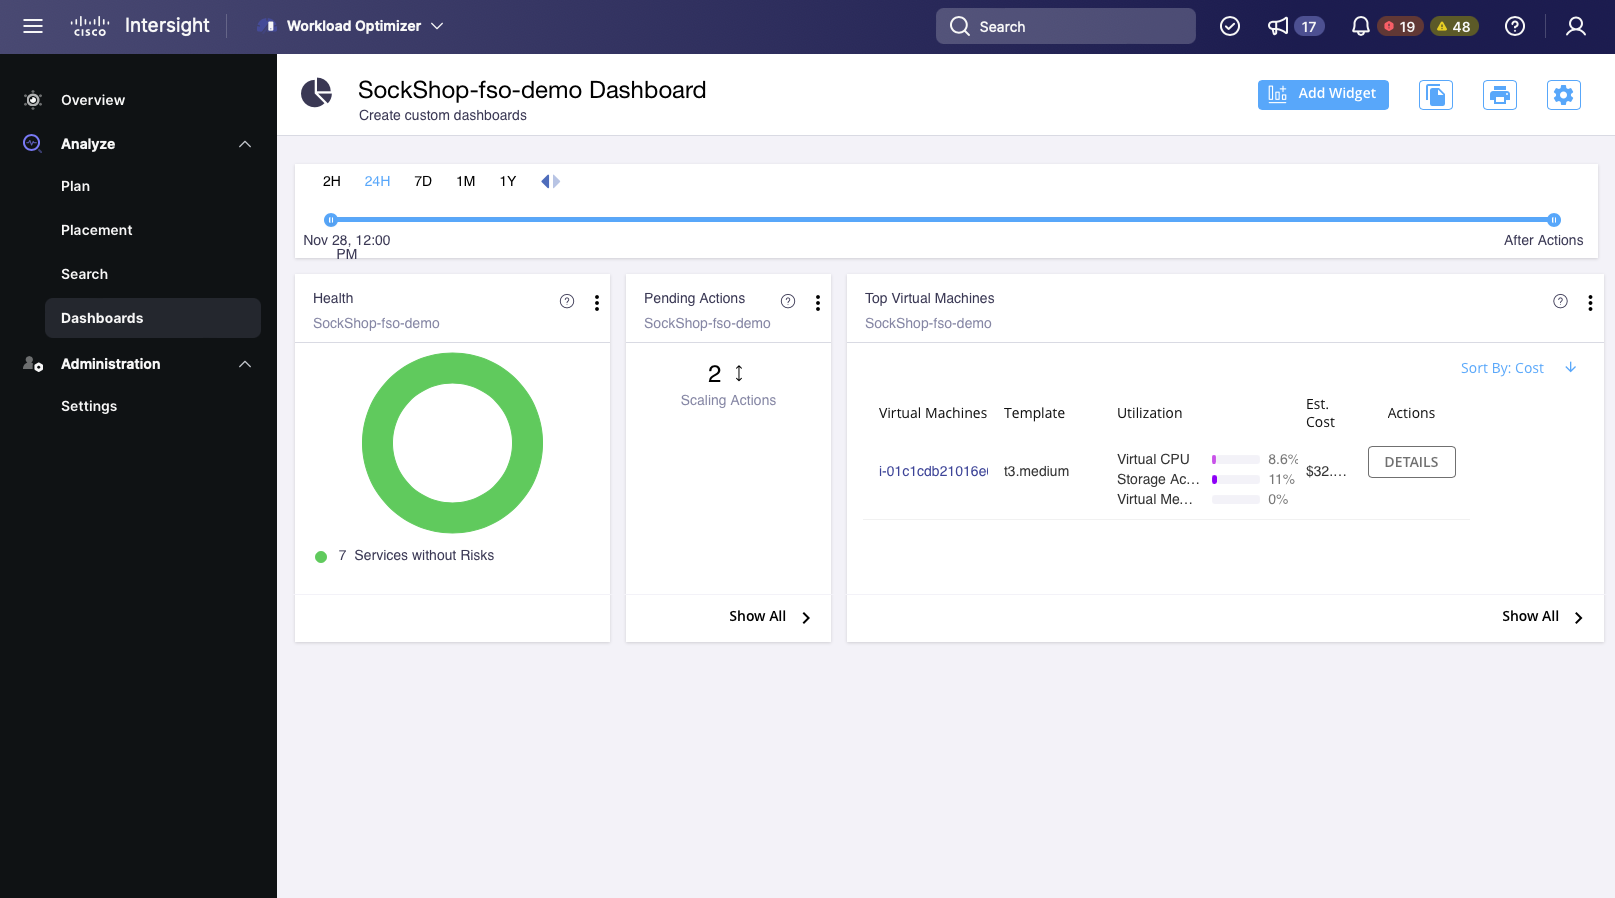 cisco Intersight
Workload Optimizer
Search
17
19
48
Overview
Analyze
Plan
Placement
Search
Dashboards
Administration
Settings
SockShop-fso-demo Dashboard
Create custom dashboards
Add Widget
2H 24H 7D 1M 1Y
Nov 28, 12:00
PM
After Actions
Health
SockShop-fso-demo
7 Services without Risks
Pending Actions
SockShop-fso-demo
2
Scaling Actions
Show All
Top Virtual Machines
SockShop-fso-demo
Sort By: Cost
Virtual Machines Template Utilization Est. Cost Actions
i-01c1cdb21016e t3.medium
Virtual CPU 8.6%
Storage Ac... 11%
Virtual Me... 0%
$32....
DETAILS
Show All